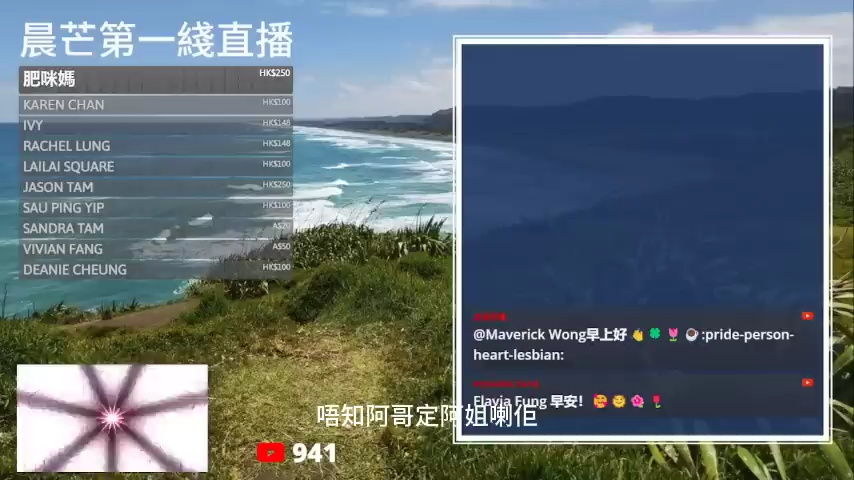 晨芒第一綫直播
肥咪媽 HK$250
KAREN CHAN HK$100
IVY HK$148
RACHEL LUNG HK$148
LAILAI SQUARE HK$100
JASON TAM HK$250
SAU PING YIP HK$100
SANDRA TAM A$20
VIVIAN FANG A$50
DEANIE CHEUNG HK$100
@Maverick Wong早上好 👋 🍀 🌷 ☕ :pride-person-
heart-lesbian:
Flavia Fung 早安! 🥰 😊 🌺 🌹
唔知阿哥定阿姐喇佢
941